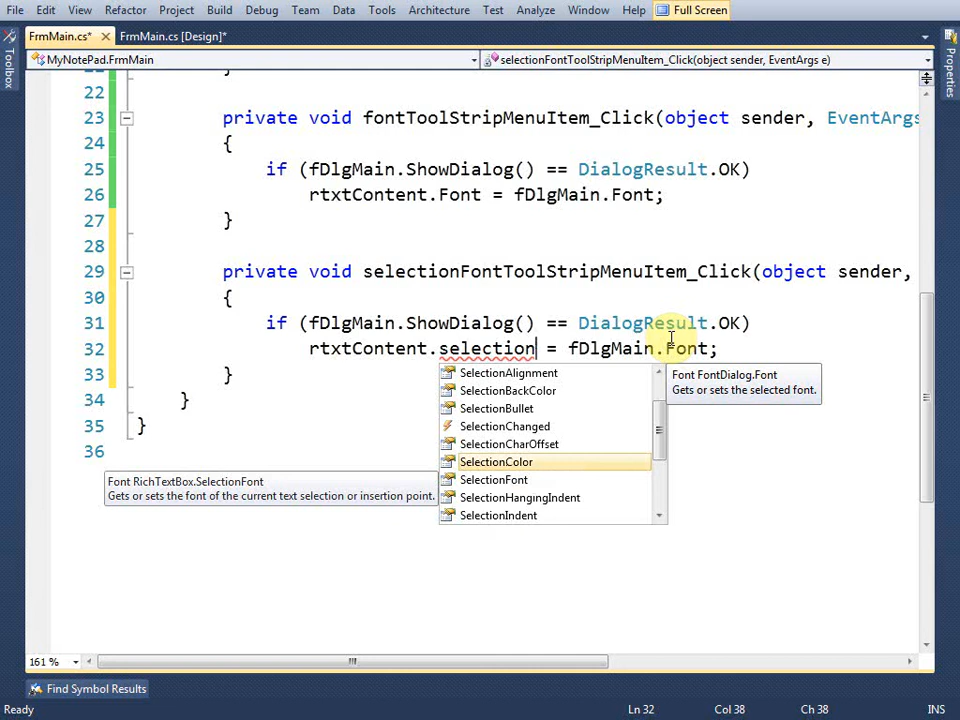 File Edit View Refactor Project Build Debug Team Data Tools Architecture Test Analyze Window Help Full Screen
FrmMain.cs* FrmMain.cs [Design]*
MyNotePad.FrmMain selectionFontToolStripMenuItem_Click(object sender, EventArgs e)
Toolbox
Properties
22
23 private void fontToolStripMenuItem_Click(object sender, EventArgs
24 {
25 if (fDlgMain.ShowDialog() == DialogResult.OK)
26 rtxtContent.Font = fDlgMain.Font;
27 }
28
29 private void selectionFontToolStripMenuItem_Click(object sender,
30 {
31 if (fDlgMain.ShowDialog() == DialogResult.OK)
32 rtxtContent.selection = fDlgMain.Font;
33 }
34 }
35 }
36
SelectionAlignment
SelectionBackColor
SelectionBullet
SelectionChanged
SelectionCharOffset
SelectionColor
SelectionFont
SelectionHangingIndent
SelectionIndent
Font FontDialog.Font
Gets or sets the selected font.
Font RichTextBox.SelectionFont
Gets or sets the font of the current text selection or insertion point.
161 %
Find Symbol Results
Ready Ln 32 Col 38 Ch 38 INS